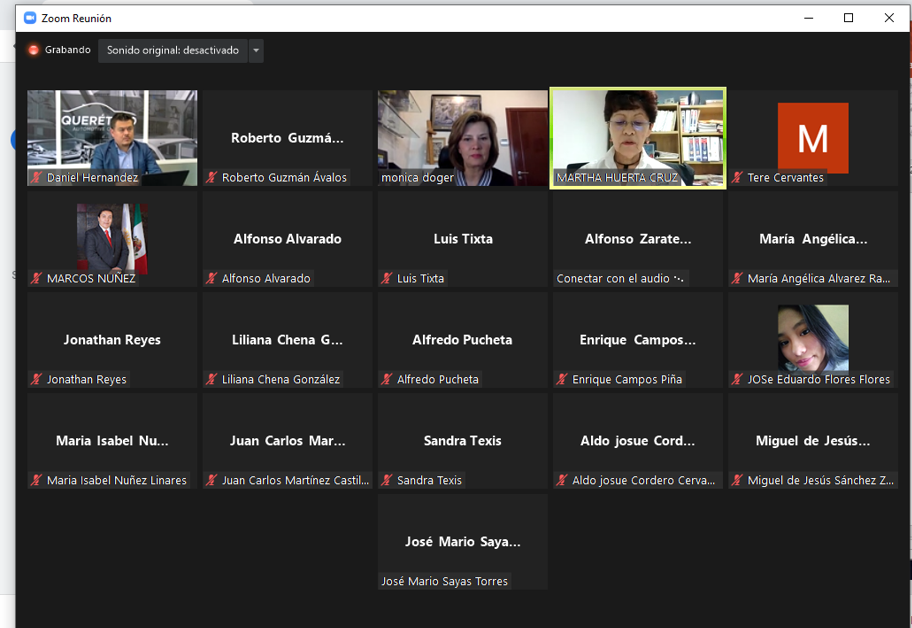 Zoom Reunión
Grabando
Sonido original: desactivado
QUERÉT O
Daniel Hernandez
Roberto Guzmá...
Roberto Guzmán Ávalos
monica doger
MARTHA HUERTA CRUZ
M
Tere Cervantes
MARCOS NUÑEZ
Alfonso Alvarado
Alfonso Alvarado
Luis Tixta
Luis Tixta
Alfonso Zarate...
Conectar con el audio
María Angélica...
María Angélica Alvarez Ra...
Jonathan Reyes
Jonathan Reyes
Liliana Chena G...
Liliana Chena González
Alfredo Pucheta
Alfredo Pucheta
Enrique Campos...
Enrique Campos Piña
JOSe Eduardo Flores Flores
Maria Isabel Nu...
Maria Isabel Nuñez Linares
Juan Carlos Mar...
Juan Carlos Martínez Castil...
Sandra Texis
Sandra Texis
Aldo josue Cord...
Aldo josue Cordero Cerva...
Miguel de Jesús...
Miguel de Jesús Sánchez Z...
José Mario Saya...
José Mario Sayas Torres